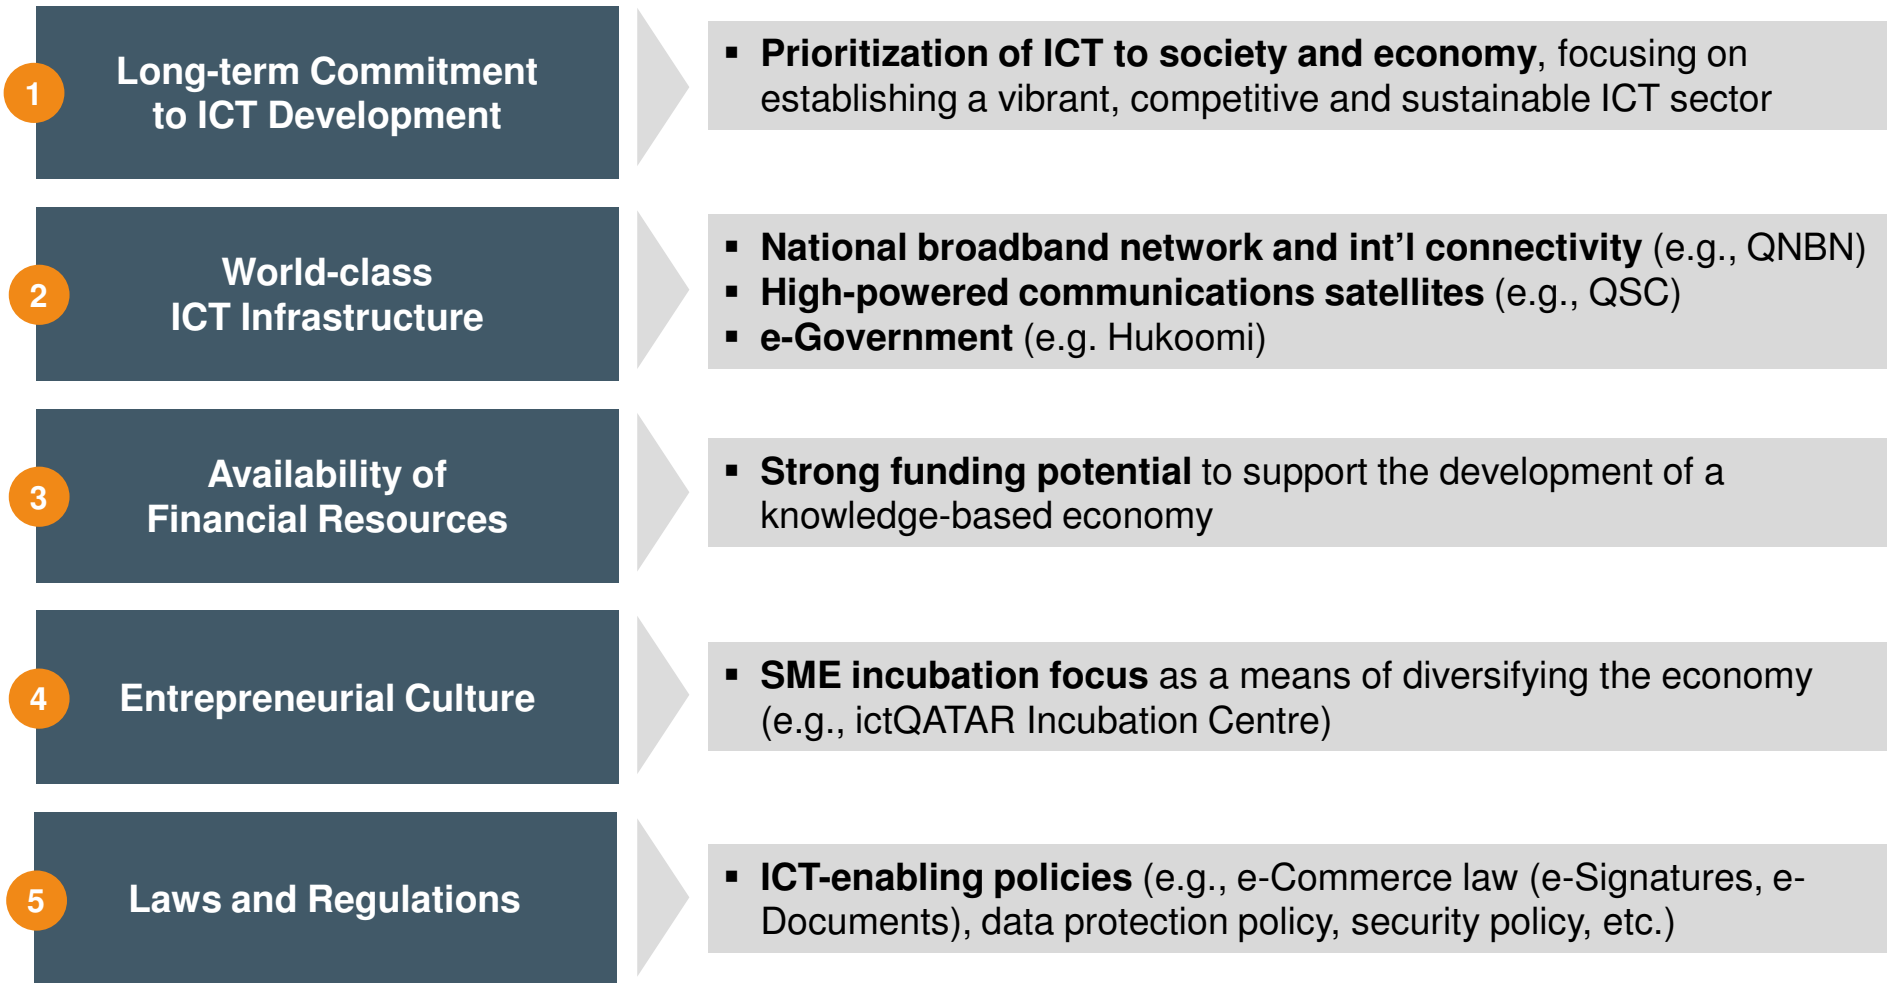 1
Long-term Commitment
to ICT Development
▪ Prioritization of ICT to society and economy, focusing on
establishing a vibrant, competitive and sustainable ICT sector
2
World-class
ICT Infrastructure
▪ National broadband network and int’l connectivity (e.g., QNBN)
▪ High-powered communications satellites (e.g., QSC)
▪ e-Government (e.g. Hukoomi)
3
Availability of
Financial Resources
▪ Strong funding potential to support the development of a
knowledge-based economy
4
Entrepreneurial Culture
▪ SME incubation focus as a means of diversifying the economy
(e.g., ictQATAR Incubation Centre)
5
Laws and Regulations
▪ ICT-enabling policies (e.g., e-Commerce law (e-Signatures, e-
Documents), data protection policy, security policy, etc.)